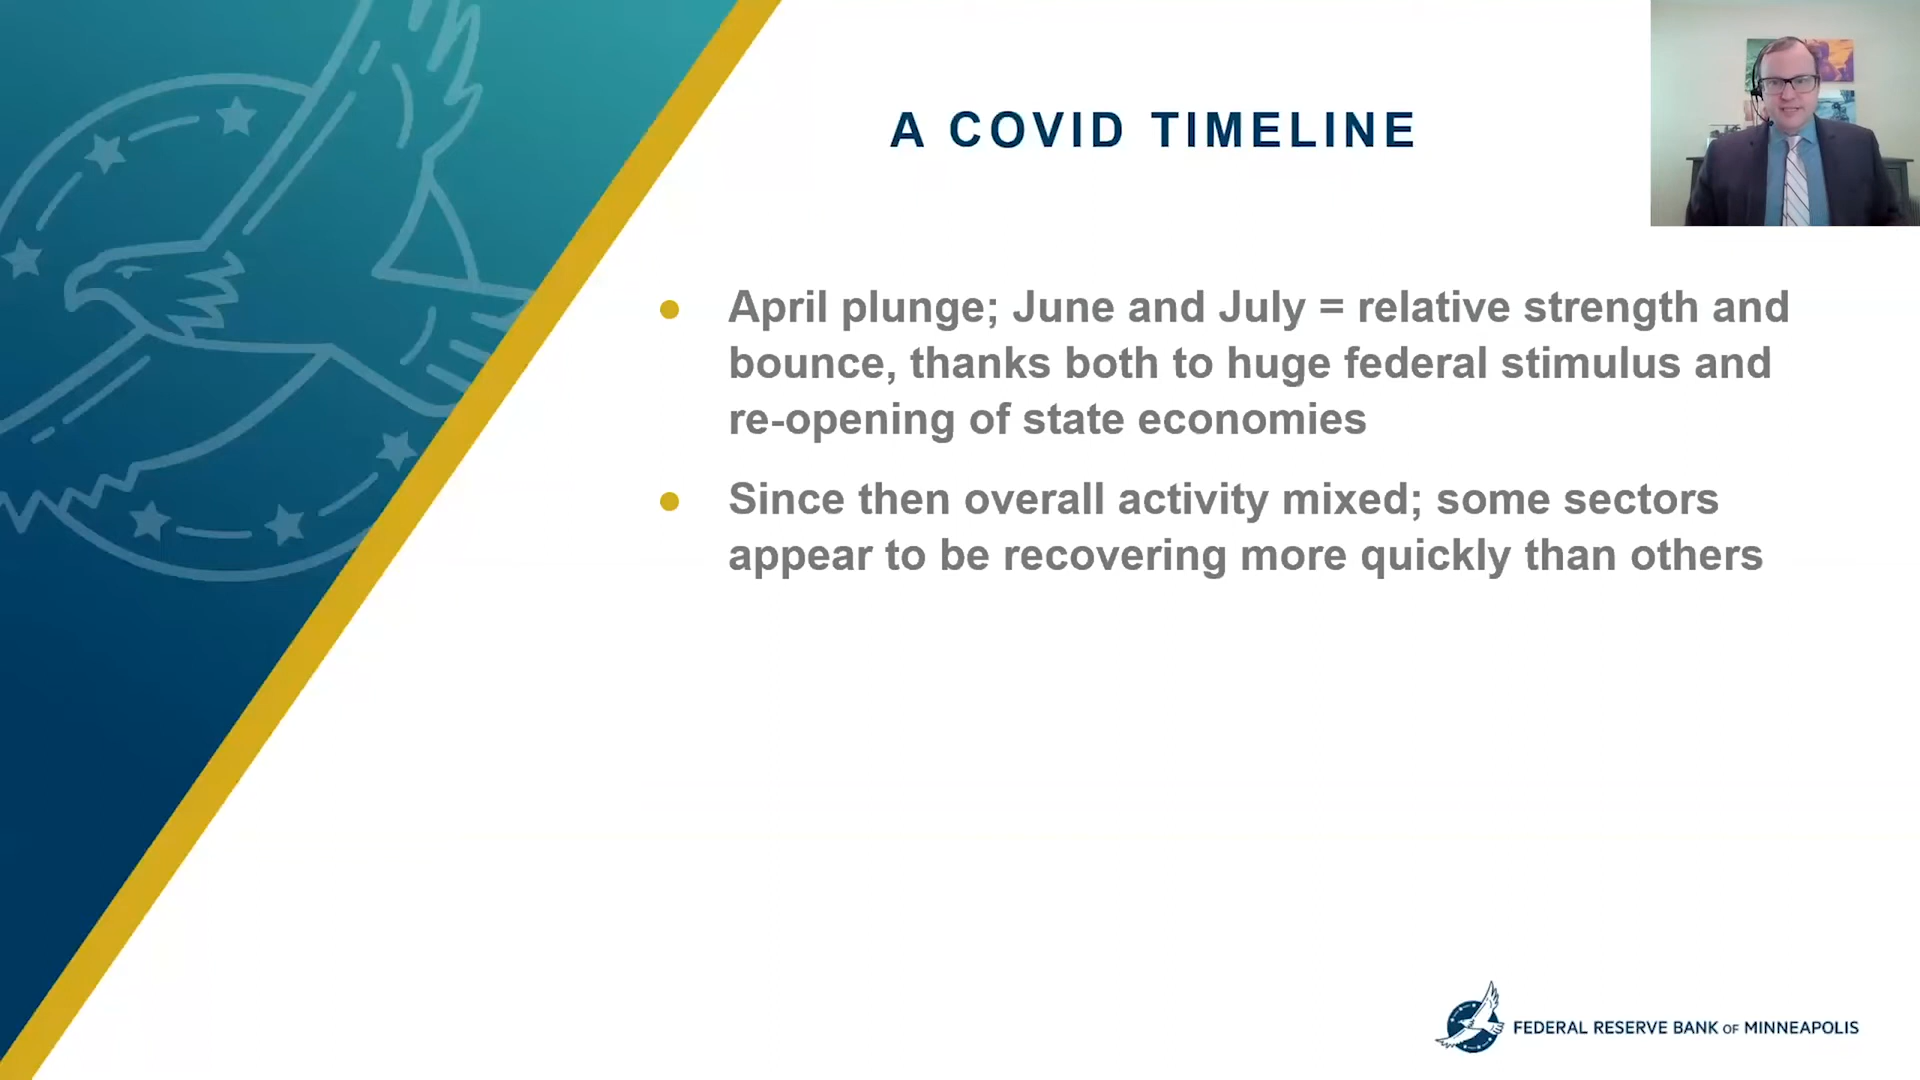 A COVID TIMELINE
April plunge; June and July = relative strength and
bounce, thanks both to huge federal stimulus and
re-opening of state economies
Since then overall activity mixed; some sectors
appear to be recovering more quickly than others
FEDERAL RESERVE BANK OF MINNEAPOLIS